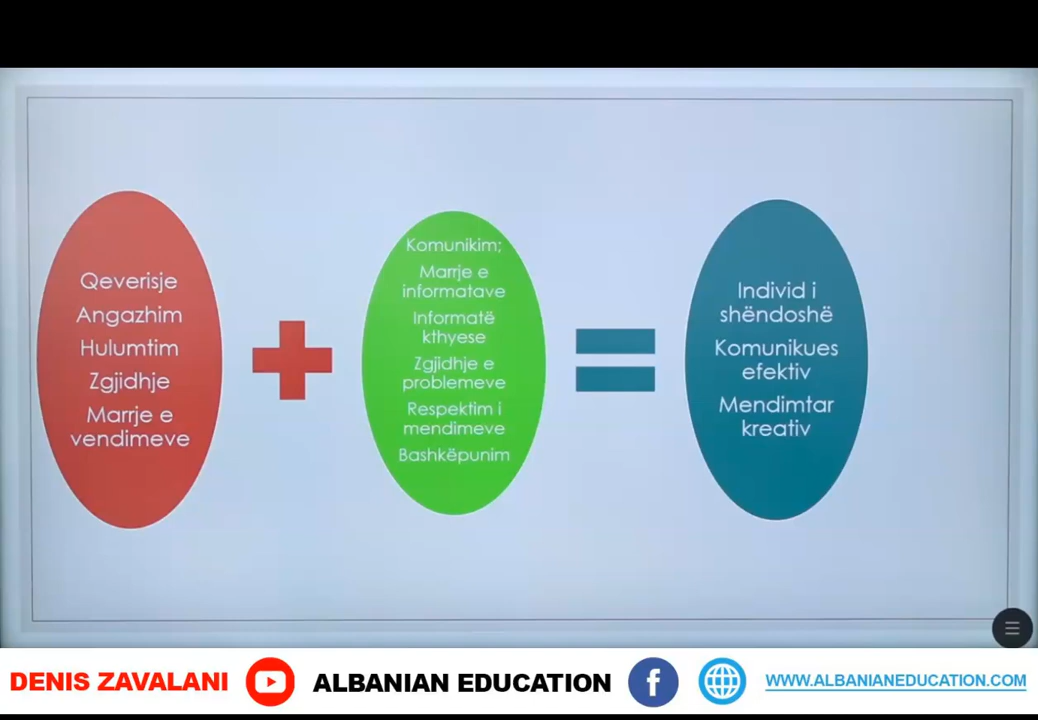 Qeverisje
Angazhim
Hulumtim
Zgjidhje
Marrje e
vendimeve
Komunikim;
Marrje e
informatave
Informatë
kthyese
Zgjidhje e
problemeve
Respektim i
mendimeve
Bashkëpunim
Individ i
shëndoshë
Komunikues
efektiv
Mendimtar
kreativ
DENIS ZAVALANI ALBANIAN EDUCATION WWW.ALBANIANEDUCATION.COM